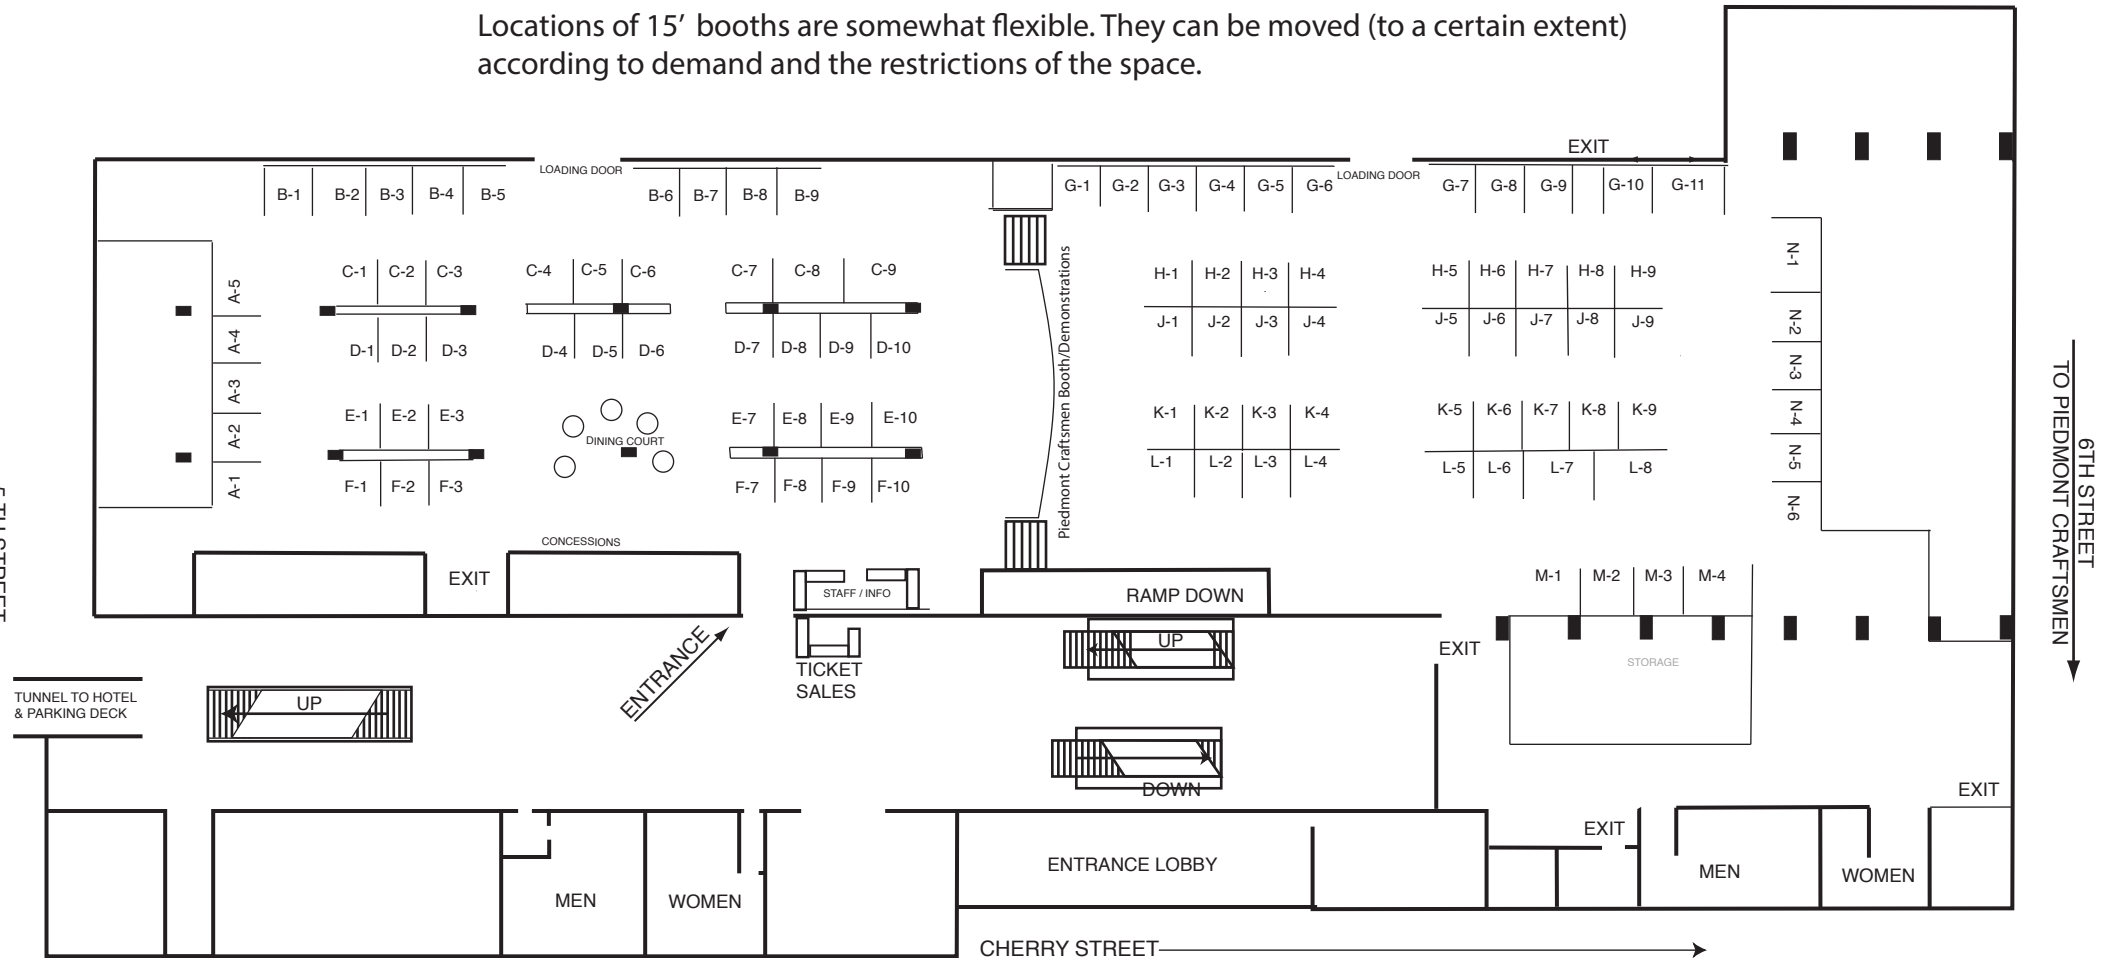 Locations of 15’ booths are somewhat flexible. They can be moved (to a certain extent)
according to demand and the restrictions of the space.
EXIT
LOADING DOOR
LOADING DOOR
B-1 B-2 B-3 B-4 B-5 B-6 B-7 B-8 B-9
G-1 G-2 G-3 G-4 G-5 G-6 G-7 G-8 G-9 G-10 G-11
A-5
A-4
A-3
A-2
A-1
C-1 C-2 C-3 C-4 C-5 C-6 C-7 C-8 C-9
D-1 D-2 D-3 D-4 D-5 D-6 D-7 D-8 D-9 D-10
E-1 E-2 E-3 E-7 E-8 E-9 E-10
DINING COURT
F-1 F-2 F-3 F-7 F-8 F-9 F-10
Piedmont Craftsmen Booth/Demonstrations
H-1 H-2 H-3 H-4 H-5 H-6 H-7 H-8 H-9
J-1 J-2 J-3 J-4 J-5 J-6 J-7 J-8 J-9
K-1 K-2 K-3 K-4 K-5 K-6 K-7 K-8 K-9
L-1 L-2 L-3 L-4 L-5 L-6 L-7 L-8
N-1
N-2
N-3
N-4
N-5
N-6
6TH STREET
TO PIEDMONT CRAFTSMEN
CONCESSIONS
EXIT
STAFF / INFO
RAMP DOWN
M-1 M-2 M-3 M-4
ENTRANCE
TICKET
SALES
UP
EXIT
STORAGE
TUNNEL TO HOTEL
& PARKING DECK
UP
DOWN
EXIT
EXIT
ENTRANCE LOBBY
MEN
WOMEN
MEN
WOMEN
CHERRY STREET